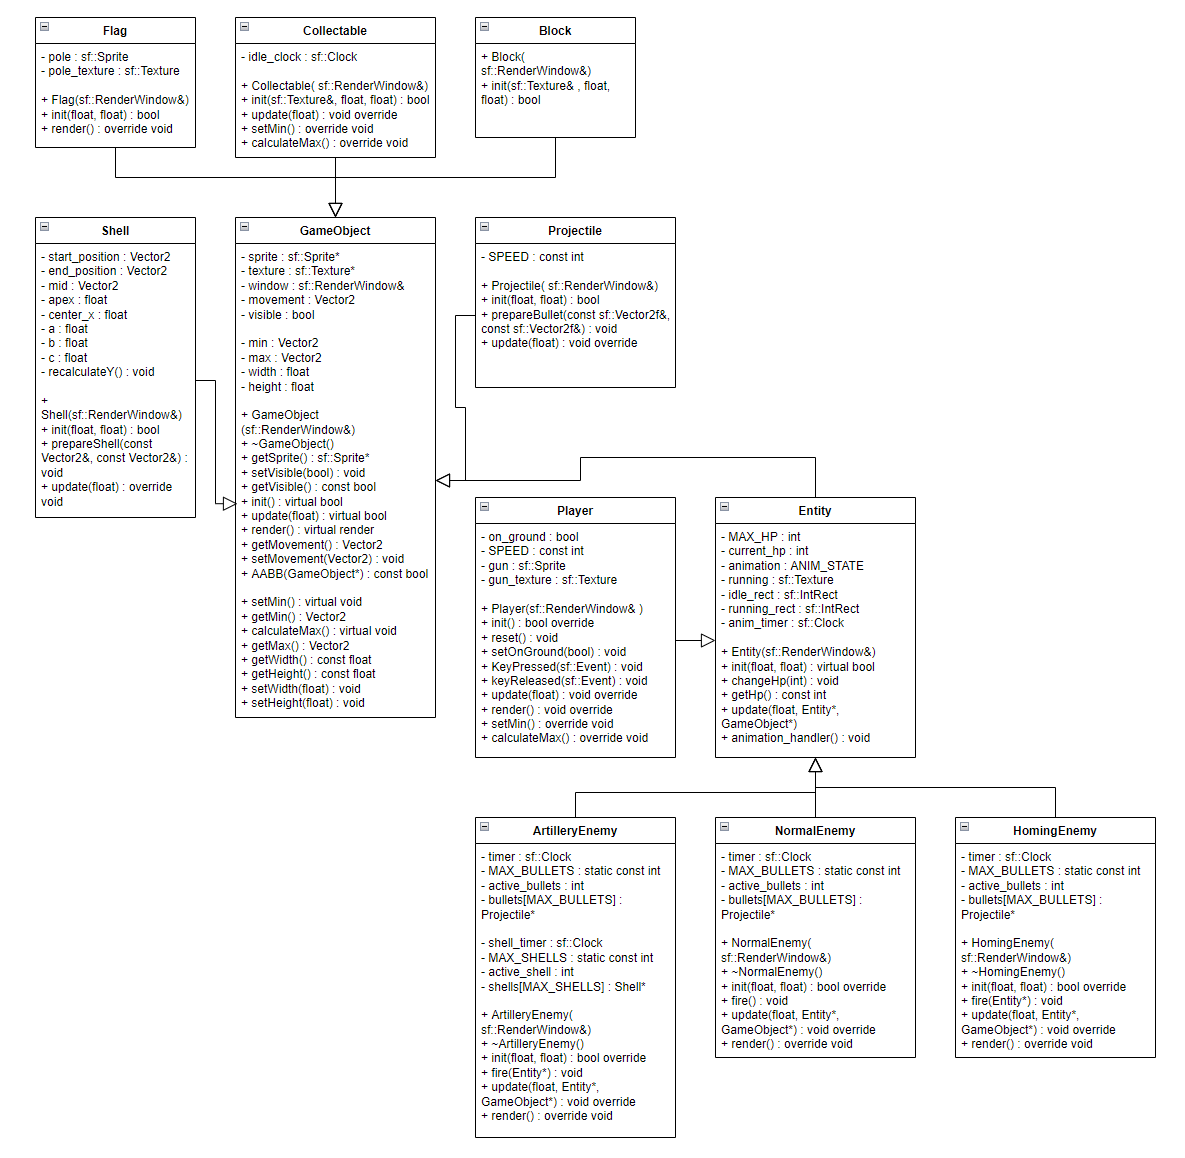 Flag
- pole : sf::Sprite
- pole_texture : sf::Texture
+ Flag(sf::RenderWindow&)
+ init(float, float) : bool
+ render() : override void
Collectable
- idle_clock : sf::Clock
+ Collectable( sf::RenderWindow&)
+ init(sf::Texture&, float, float) : bool
+ update(float) : void override
+ setMin() : override void
+ calculateMax() : override void
Block
+ Block(
sf::RenderWindow&)
+ init(sf::Texture& , float,
float) : bool
Shell
- start_position : Vector2
- end_position : Vector2
- mid : Vector2
- apex : float
- center_x : float
- a : float
- b : float
- c : float
- recalculateY() : void
+
Shell(sf::RenderWindow&)
+ init(float, float) : bool
+ prepareShell(const
Vector2&, const Vector2&) :
void
+ update(float) : override
void
GameObject
- sprite : sf::Sprite*
- texture : sf::Texture*
- window : sf::RenderWindow&
- movement : Vector2
- visible : bool
- min : Vector2
- max : Vector2
- width : float
- height : float
+ GameObject
(sf::RenderWindow&)
+ ~GameObject()
+ getSprite() : sf::Sprite*
+ setVisible(bool) : void
+ getVisible() : const bool
+ init() : virtual bool
+ update(float) : virtual bool
+ render() : virtual render
+ getMovement() : Vector2
+ setMovement(Vector2) : void
+ AABB(GameObject*) : const bool
+ setMin() : virtual void
+ getMin() : Vector2
+ calculateMax() : virtual void
+ getMax() : Vector2
+ getWidth() : const float
+ getHeight() : const float
+ setWidth(float) : void
+ setHeight(float) : void
Projectile
- SPEED : const int
+ Projectile( sf::RenderWindow&)
+ init(float, float) : bool
+ prepareBullet(const sf::Vector2f&,
const sf::Vector2f&) : void
+ update(float) : void override
Player
- on_ground : bool
- SPEED : const int
- gun : sf::Sprite
- gun_texture : sf::Texture
+ Player(sf::RenderWindow& )
+ init() : bool override
+ reset() : void
+ setOnGround(bool) : void
+ KeyPressed(sf::Event) : void
+ keyReleased(sf::Event) : void
+ update(float) : void override
+ render() : void override
+ setMin() : override void
+ calculateMax() : override void
Entity
- MAX_HP : int
- current_hp : int
- animation : ANIM_STATE
- running : sf::Texture
- idle_rect : sf::IntRect
- running_rect : sf::IntRect
- anim_timer : sf::Clock
+ Entity(sf::RenderWindow&)
+ init(float, float) : virtual bool
+ changeHp(int) : void
+ getHp() : const int
+ update(float, Entity*,
GameObject*)
+ animation_handler() : void
ArtilleryEnemy
- timer : sf::Clock
- MAX_BULLETS : static const int
- active_bullets : int
- bullets[MAX_BULLETS] :
Projectile*
- shell_timer : sf::Clock
- MAX_SHELLS : static const int
- active_shell : int
- shells[MAX_SHELLS] : Shell*
+ ArtilleryEnemy(
sf::RenderWindow&)
+ ~ArtilleryEnemy()
+ init(float, float) : bool override
+ fire(Entity*) : void
+ update(float, Entity*,
GameObject*) : void override
+ render() : override void
NormalEnemy
- timer : sf::Clock
- MAX_BULLETS : static const int
- active_bullets : int
- bullets[MAX_BULLETS] :
Projectile*
+ NormalEnemy(
sf::RenderWindow&)
+ ~NormalEnemy()
+ init(float, float) : bool override
+ fire() : void
+ update(float, Entity*,
GameObject*) : void override
+ render() : override void
HomingEnemy
- timer : sf::Clock
- MAX_BULLETS : static const int
- active_bullets : int
- bullets[MAX_BULLETS] :
Projectile*
+ HomingEnemy(
sf::RenderWindow&)
+ ~HomingEnemy()
+ init(float, float) : bool override
+ fire(Entity*) : void
+ update(float, Entity*,
GameObject*) : void override
+ render() : override void